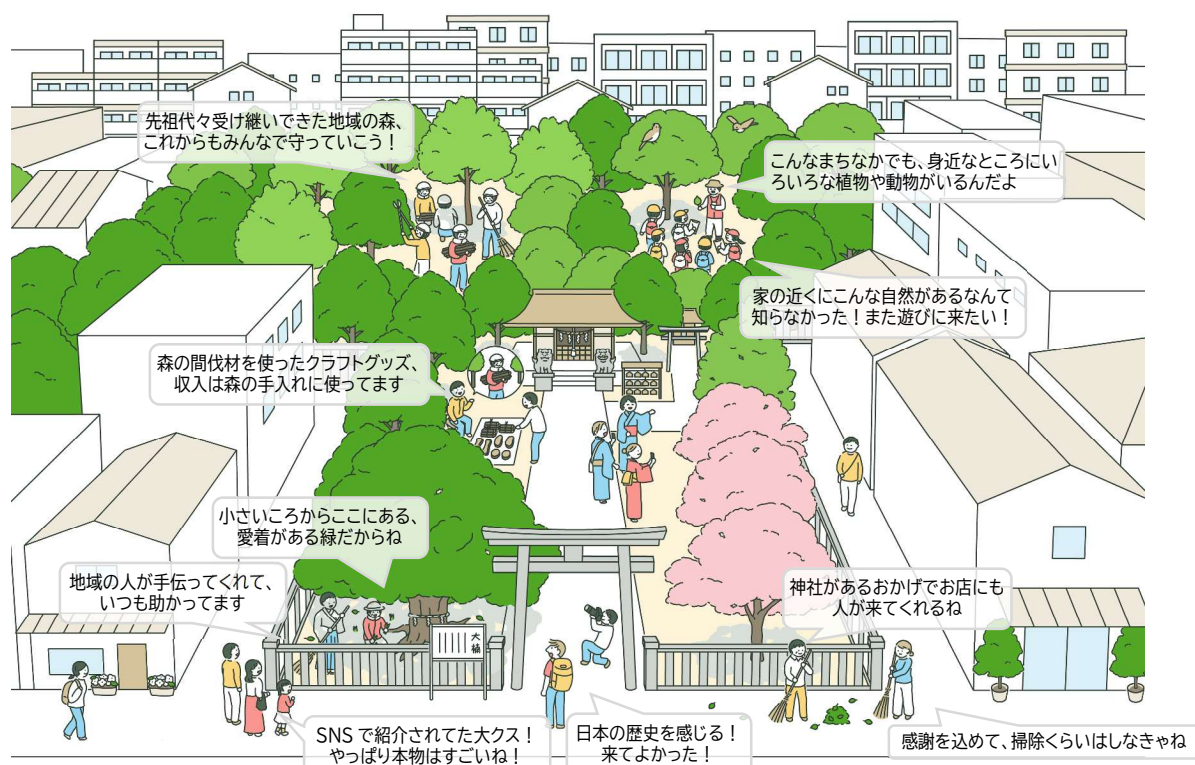 先祖代々受け継いできた地域の森、
これからもみんなで守っていこう！
こんなまちなかでも、身近なところにい
ろいろな植物や動物がいるんだよ
家の近くにこんな自然があるなんて
知らなかった！また遊びに来たい！
森の間伐材を使ったクラフトグッズ、
収入は森の手入れに使ってます
小さいころからここにある、
愛着がある緑だからね
地域の人が手伝ってくれて、
いつも助かってます
神社があるおかげでお店にも
人が来てくれるね
大楠
SNSで紹介されてた大クス！
やっぱり本物はすごいね！
日本の歴史を感じる！
来てよかった！
感謝を込めて、掃除くらいはしなきゃね